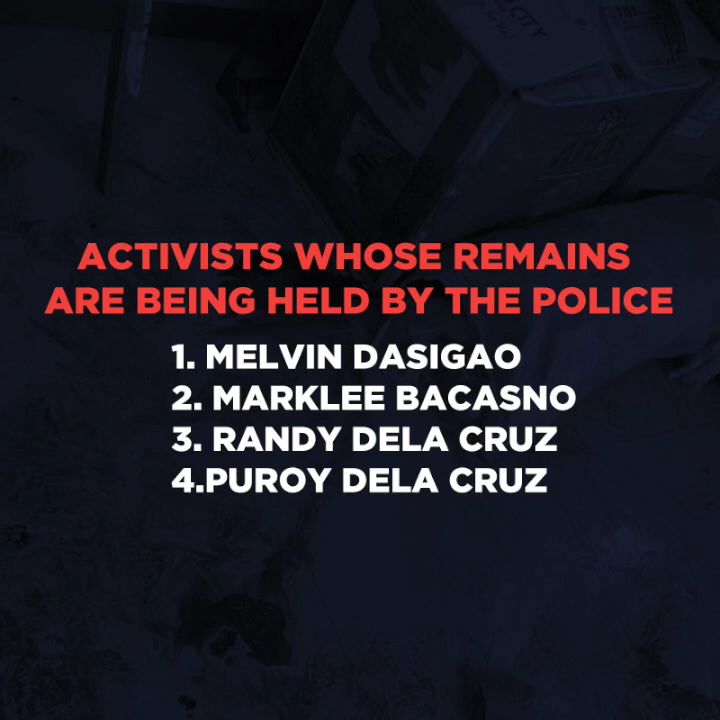 CITY
ACTIVISTS WHOSE REMAINS
ARE BEING HELD BY THE POLICE
1. MELVIN DASIGAO
2. MARKLEE BACASNO
3. RANDY DELA CRUZ
4.PUROY DELA CRUZ